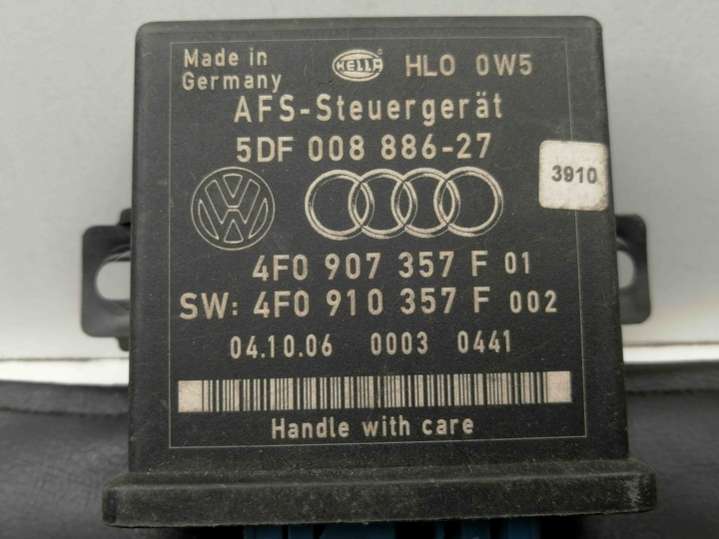 Made in
Germany
HELLA
HLO 0W5
AFS-Steuergerät
5DF 008 886-27
3910
4F0 907 357 F 01
SW: 4F0 910 357 F 002
04.10.06 0003 0441
Handle with care